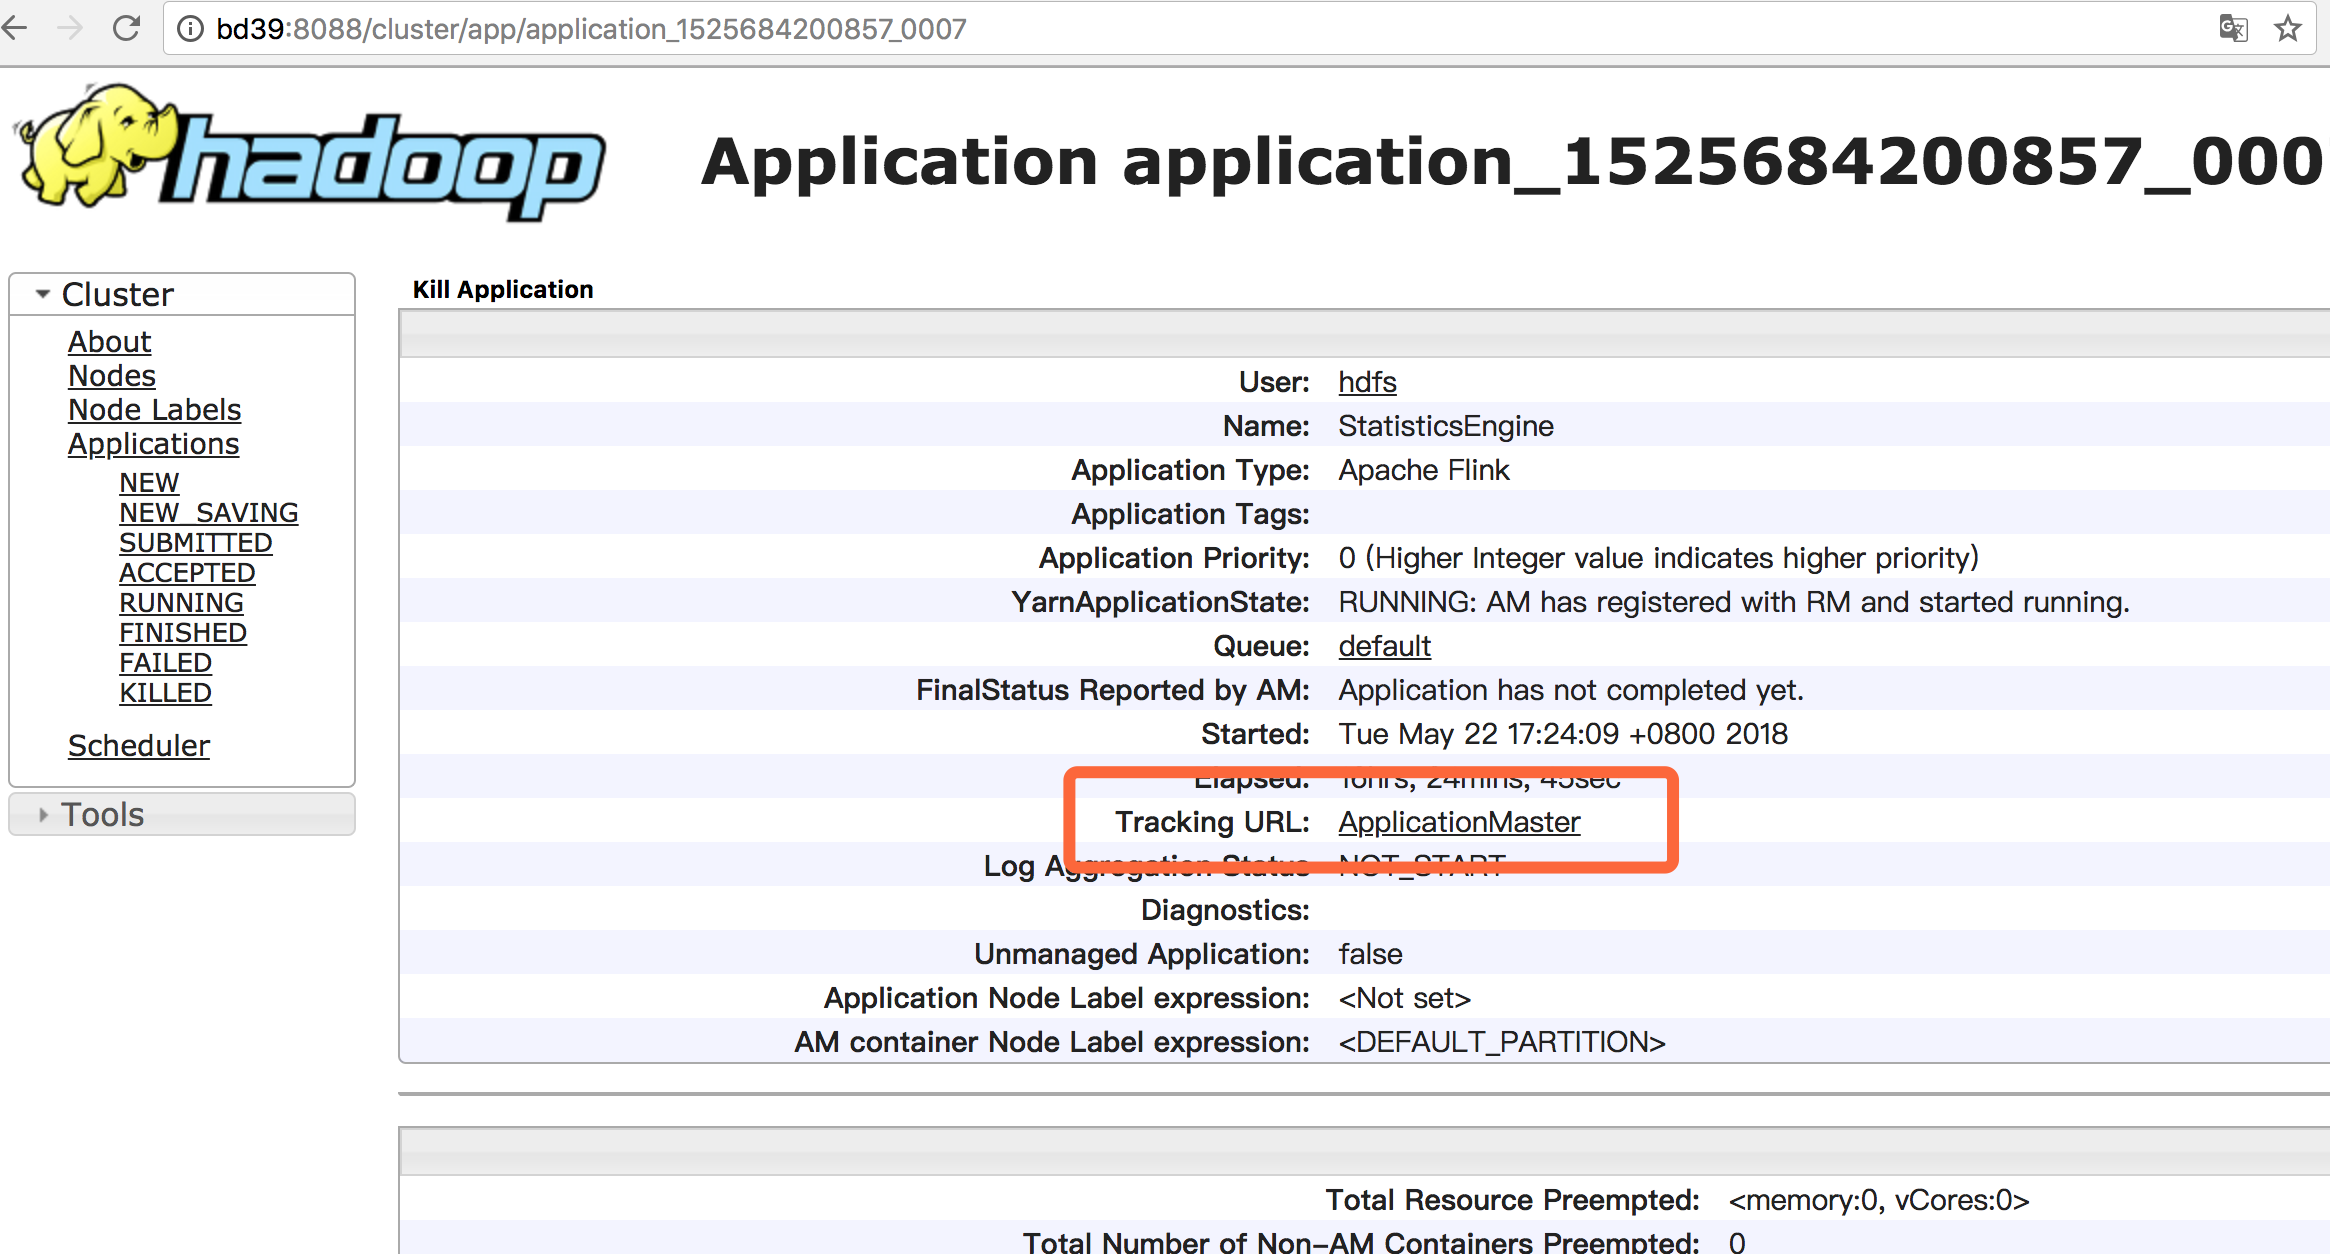 bd39:8088/cluster/app/application_1525684200857_0007
hadoop
Application application_1525684200857_000
Cluster
About
Nodes
Node Labels
Applications
NEW
NEW_SAVING
SUBMITTED
ACCEPTED
RUNNING
FINISHED
FAILED
KILLED
Scheduler
Tools
Kill Application
User: hdfs
Name: StatisticsEngine
Application Type: Apache Flink
Application Tags:
Application Priority: 0 (Higher Integer value indicates higher priority)
YarnApplicationState: RUNNING: AM has registered with RM and started running.
Queue: default
FinalStatus Reported by AM: Application has not completed yet.
Started: Tue May 22 17:24:09 +0800 2018
Elapsed: 16hrs, 24mins, 45sec
Tracking URL: ApplicationMaster
Log Aggregation Status NOT_START
Diagnostics:
Unmanaged Application: false
Application Node Label expression: <Not set>
AM container Node Label expression: <DEFAULT_PARTITION>
Total Resource Preempted: <memory:0, vCores:0>
Total Number of Non-AM Containers Preempted: 0